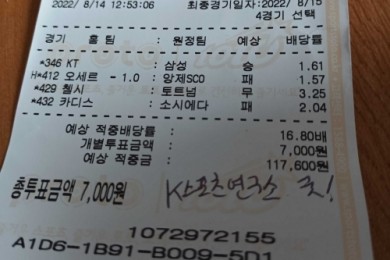 2022/ 8/14 12:53:06 최종경기일자:2022/ 8/15
4경기 선택
경기 홈팀 : 원정팀 예상 배당률
*346 KT : 삼성 승 1.61
H*412 오세르 - 1.0 : 앙제SCO 패 1.57
*429 첼시 : 토트넘 무 3.25
*432 카디스 : 소시에다 패 2.04
예상 적중배당률 : 16.80배
개별투표금액 : 7,000원
예상 적중금 : 117,600원
총투표금액 7,000원 K스포츠연구소 굿!
1072972155
A1D6-1B91-B009-5D1